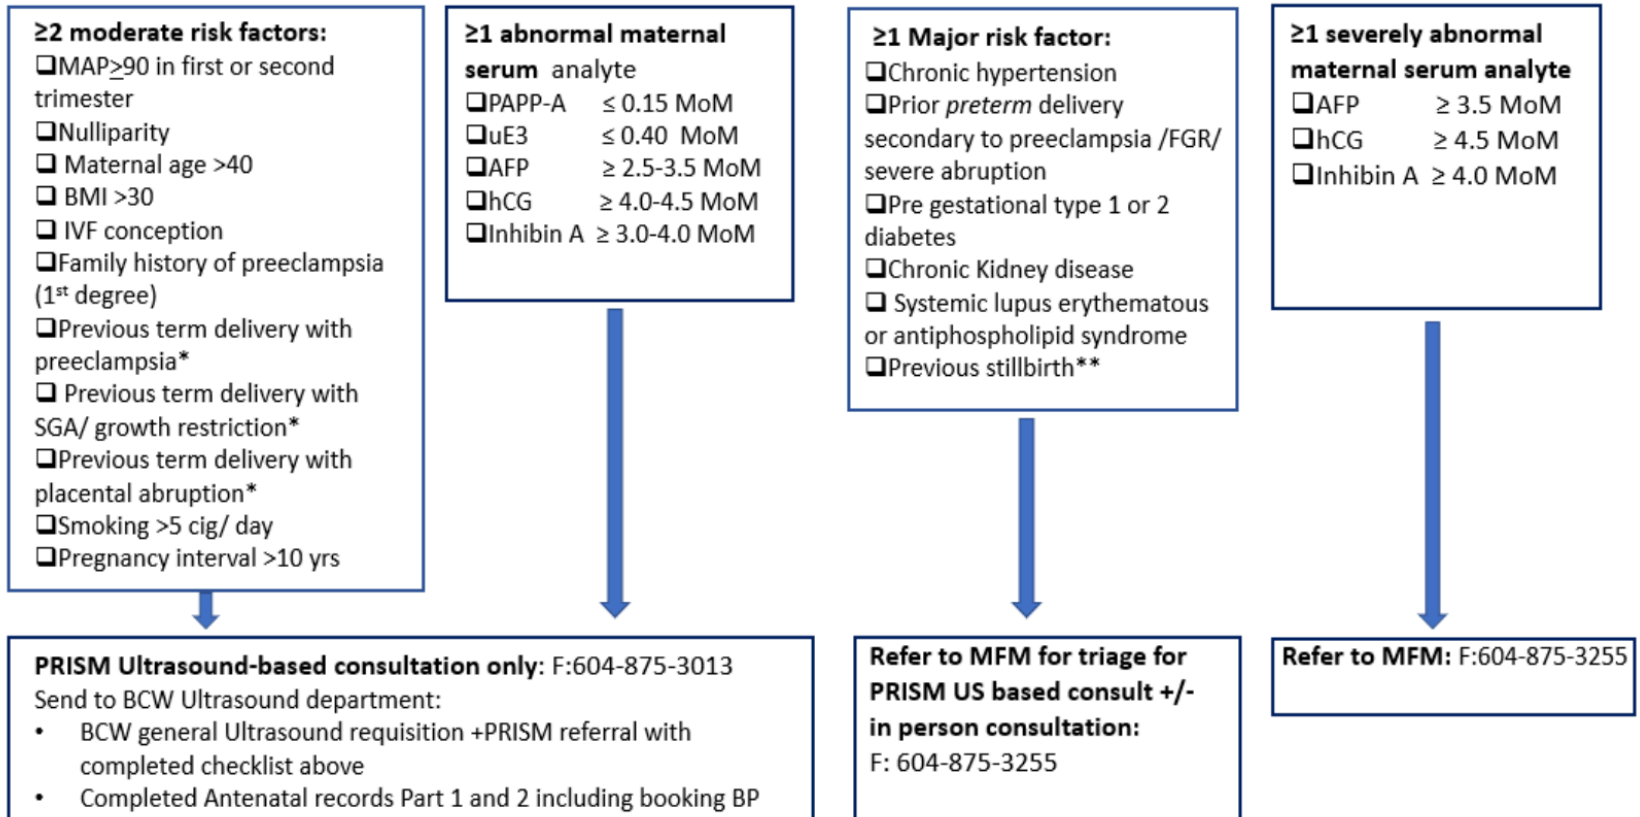 ≥2 moderate risk factors:
❑MAP≥90 in first or second
trimester
❑Nulliparity
❑ Maternal age >40
❑ BMI >30
❑ IVF conception
❑Family history of preeclampsia
(1st degree)
❑Previous term delivery with
preeclampsia*
❑ Previous term delivery with
SGA/ growth restriction*
❑Previous term delivery with
placental abruption*
❑Smoking >5 cig/ day
❑Pregnancy interval >10 yrs
≥1 abnormal maternal
serum analyte
❑PAPP-A ≤ 0.15 MoM
❑uE3 ≤ 0.40 MoM
❑AFP ≥ 2.5-3.5 MoM
❑hCG ≥ 4.0-4.5 MoM
❑Inhibin A ≥ 3.0-4.0 MoM
≥1 Major risk factor:
❑Chronic hypertension
❑Prior preterm delivery
secondary to preeclampsia /FGR/
severe abruption
❑Pre gestational type 1 or 2
diabetes
❑Chronic Kidney disease
❑ Systemic lupus erythematous
or antiphospholipid syndrome
❑Previous stillbirth**
≥1 severely abnormal
maternal serum analyte
❑AFP ≥ 3.5 MoM
❑hCG ≥ 4.5 MoM
❑Inhibin A ≥ 4.0 MoM
PRISM Ultrasound-based consultation only: F:604-875-3013
Send to BCW Ultrasound department:
• BCW general Ultrasound requisition +PRISM referral with
completed checklist above
• Completed Antenatal records Part 1 and 2 including booking BP
Refer to MFM for triage for
PRISM US based consult +/-
in person consultation:
F: 604-875-3255
Refer to MFM: F:604-875-3255